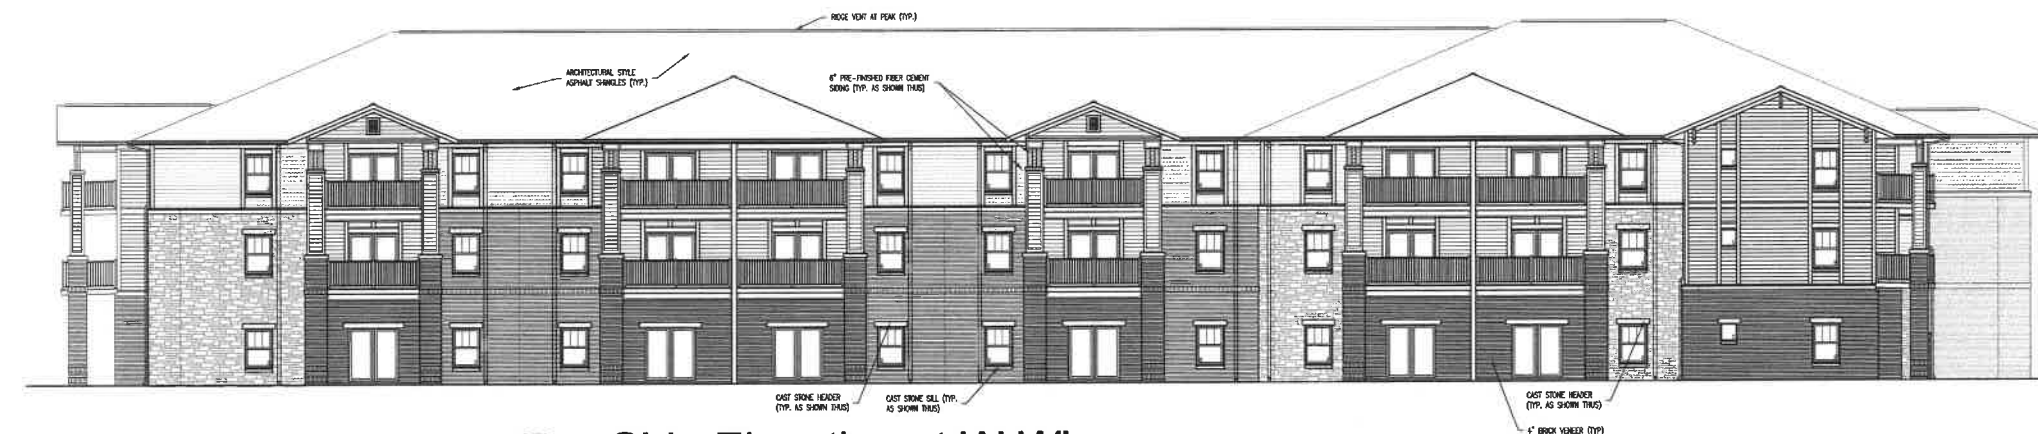 RIDGE VENT AT PEAK (TYP.)
ARCHITECTURAL STYLE
ASPHALT SHINGLES (TYP.)
6" PRE-FINISHED FIBER CEMENT
SIDING (TYP. AS SHOWN THUS)
CAST STONE HEADER
(TYP. AS SHOWN THUS)
CAST STONE SILL (TYP.
AS SHOWN THUS)
CAST STONE HEADER
(TYP. AS SHOWN THUS)
4" BRICK VENEER (TYP)